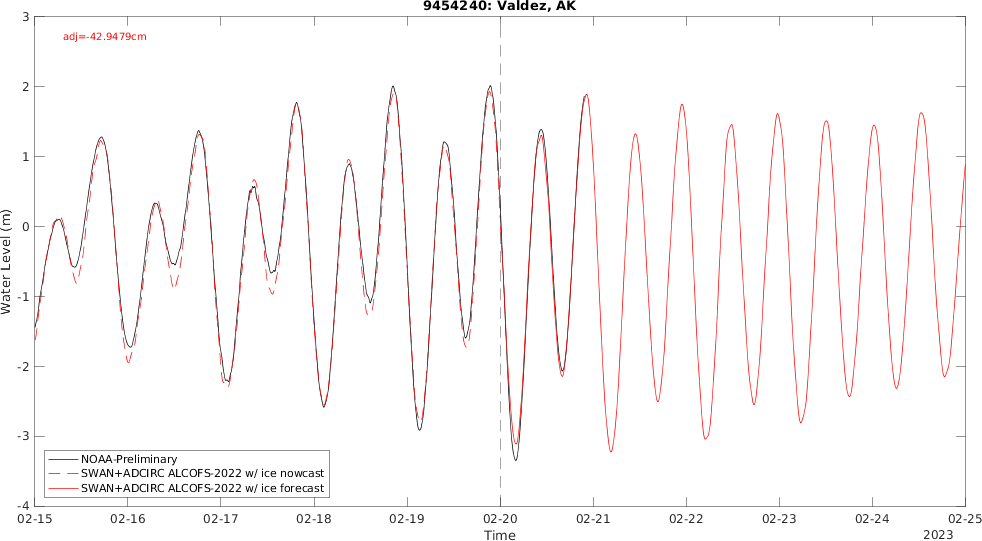 9454240: Valdez, AK
adj=-42.9479cm
3
2
1
0
-1
-2
-3
-4
Water Level (m)
NOAA-Preliminary
SWAN+ADCIRC ALCOFS-2022 w/ ice nowcast
SWAN+ADCIRC ALCOFS-2022 w/ ice forecast
02-15 02-16 02-17 02-18 02-19 02-20 02-21 02-22 02-23 02-24 02-25
Time
2023